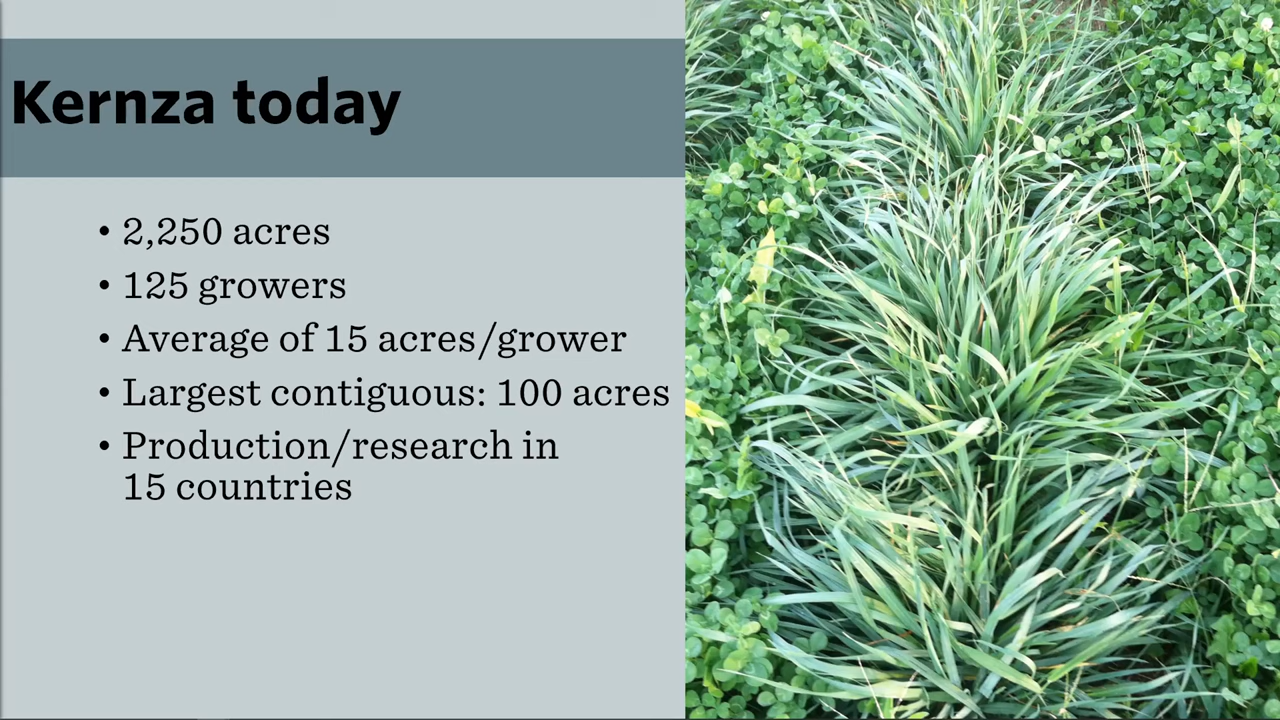 Kernza today
• 2,250 acres
• 125 growers
• Average of 15 acres/grower
• Largest contiguous: 100 acres
• Production/research in
15 countries